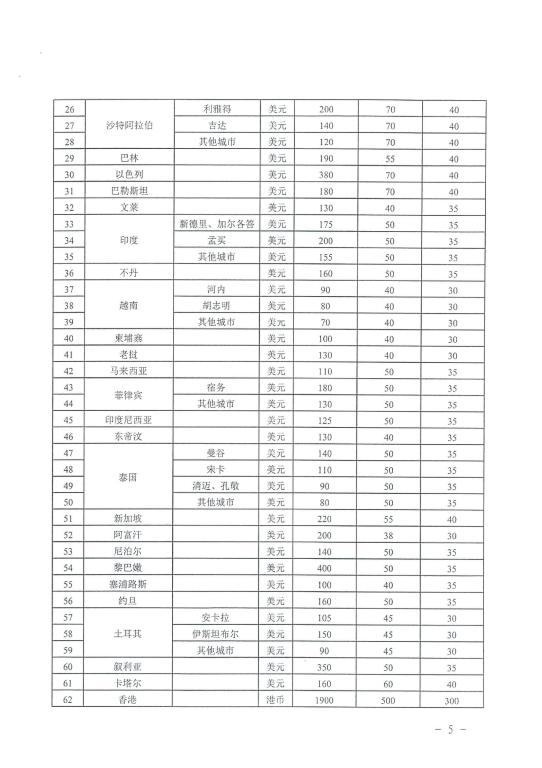 26 沙特阿拉伯 利雅得 美元 200 70 40
27 吉达 美元 140 70 40
28 其他城市 美元 120 70 40
29 巴林 美元 190 55 40
30 以色列 美元 380 70 40
31 巴勒斯坦 美元 180 70 40
32 文莱 美元 130 40 35
33 印度 新德里、加尔各答 美元 175 50 35
34 孟买 美元 200 50 35
35 其他城市 美元 155 50 35
36 不丹 美元 160 50 35
37 越南 河内 美元 90 40 30
38 胡志明 美元 80 40 30
39 其他城市 美元 70 40 30
40 柬埔寨 美元 100 40 30
41 老挝 美元 130 40 30
42 马来西亚 美元 110 50 35
43 菲律宾 宿务 美元 180 50 35
44 其他城市 美元 130 50 35
45 印度尼西亚 美元 125 50 35
46 东帝汶 美元 130 40 35
47 泰国 曼谷 美元 140 50 35
48 宋卡 美元 110 50 35
49 清迈、孔敬 美元 90 50 35
50 其他城市 美元 80 50 35
51 新加坡 美元 220 55 40
52 阿富汗 美元 200 38 30
53 尼泊尔 美元 140 50 35
54 黎巴嫩 美元 400 50 35
55 塞浦路斯 美元 100 40 35
56 约旦 美元 160 50 35
57 土耳其 安卡拉 美元 105 45 30
58 伊斯坦布尔 美元 150 45 30
59 其他城市 美元 90 45 30
60 叙利亚 美元 350 50 35
61 卡塔尔 美元 160 60 40
62 香港 港币 1900 500 300
- 5 -